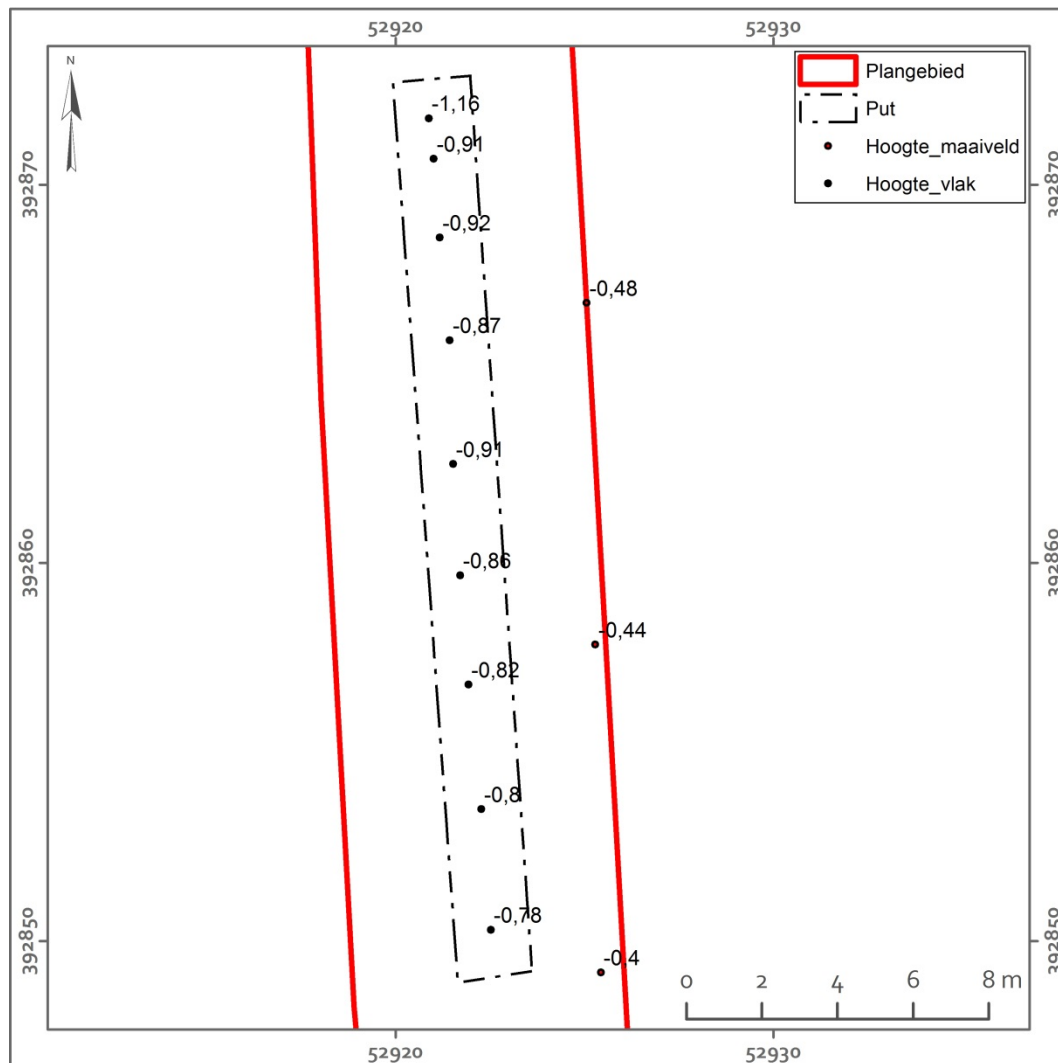 52920 52930
N
Plangebied
Put
Hoogte_maaiveld
Hoogte_vlak
-1,16
-0,91
392870 392870
-0,92
-0,48
-0,87
-0,91
392860 392860
-0,86
-0,44
-0,82
-0,8
-0,78
392850 392850
-0,4
0 2 4 6 8 m
52920 52930